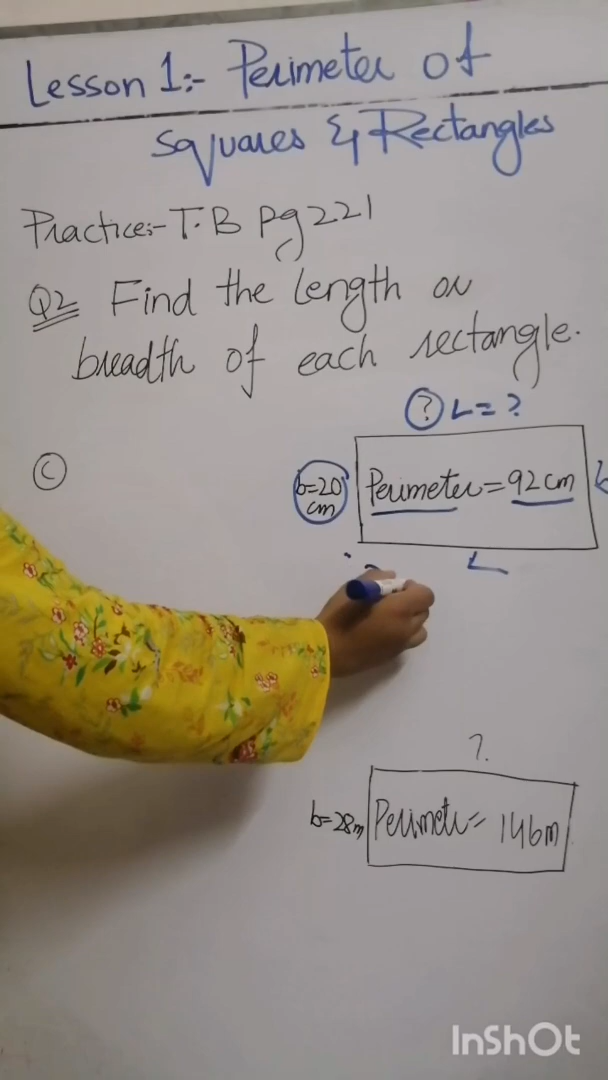 Lesson 1:- Perimeter of
squares & Rectangles
Practice:- T.B pg 221
Q2 Find the length or
breadth of each rectangle.
? L = ?
C
b=20
cm
Perimeter = 92 cm
b
L
?
b=28m
Perimeter = 146m
InShOt